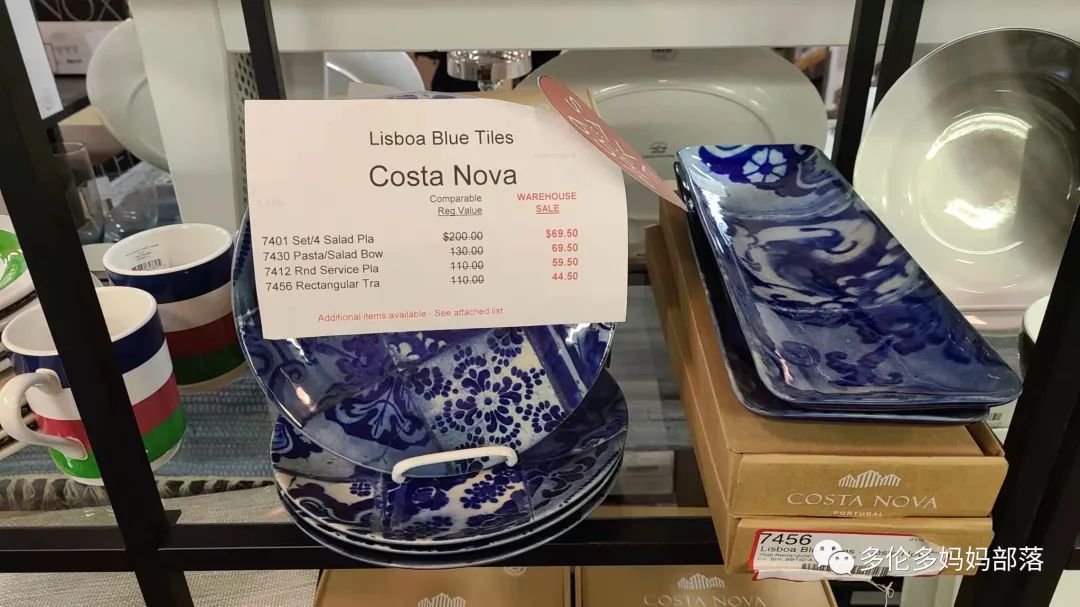 Lisboa Blue Tiles
Costa Nova
Comparable
Reg.Value
WAREHOUSE
SALE
7401 Set/4 Salad Pla $200.00 $69.50
7430 Pasta/Salad Bow 130.00 69.50
7412 Rnd Service Pla 110.00 59.50
7456 Rectangular Tra 110.00 44.50
Additional items available - See attached list
COSTA NOVA
PORTUGAL
7456
Lisboa Bl
多伦多妈妈部落
COSTA NOVA